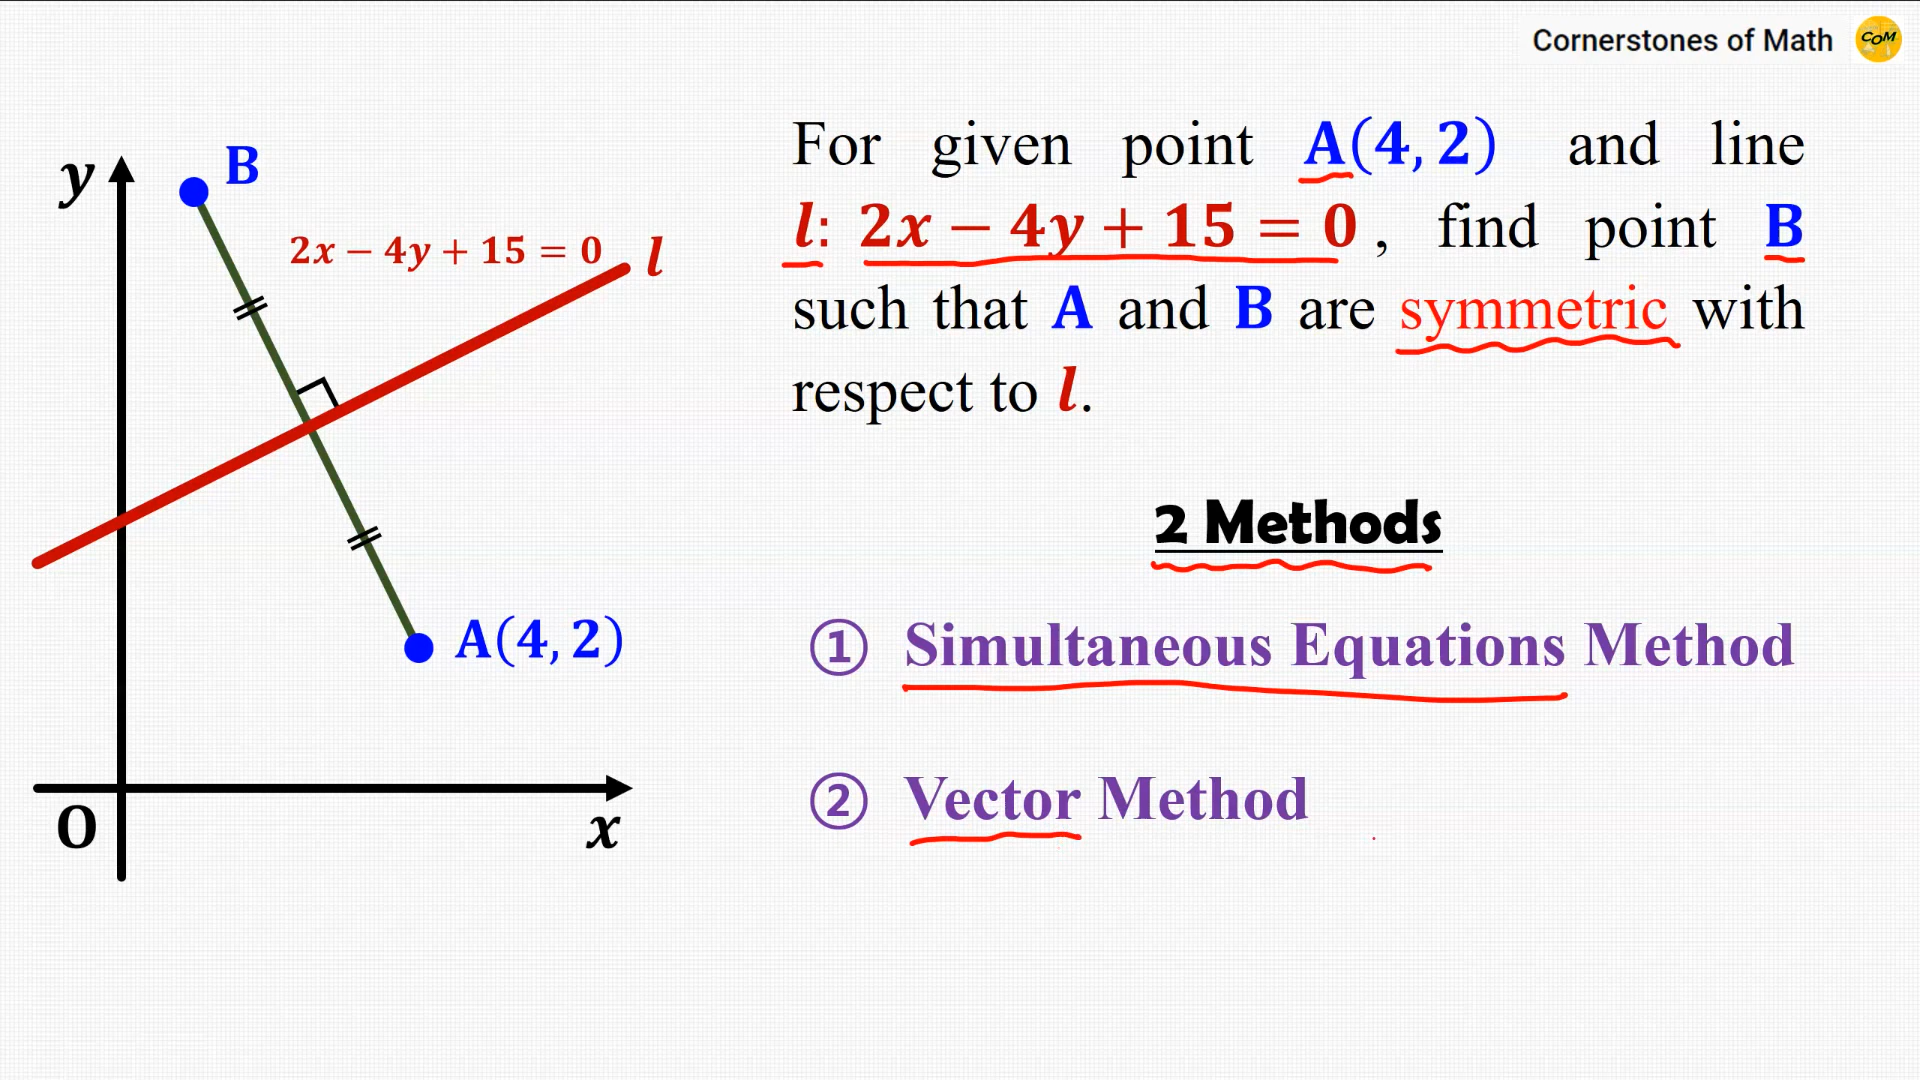 Cornerstones of Math
COM
For given point A(4, 2) and line
l: 2x − 4y + 15 = 0 , find point B
such that A and B are symmetric with
respect to l.
2 Methods
① Simultaneous Equations Method
② Vector Method
y
B
2x − 4y + 15 = 0
l
A(4, 2)
O
x